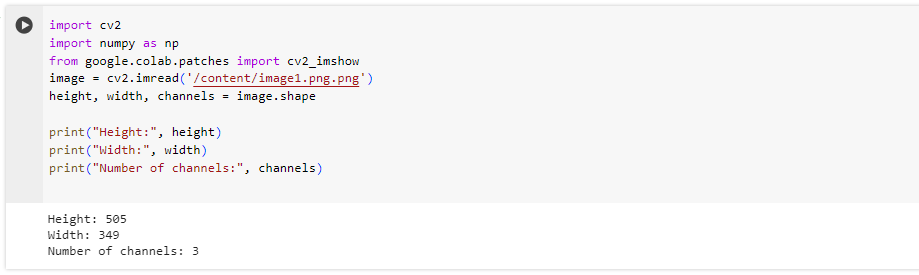 import cv2
import numpy as np
from google.colab.patches import cv2_imshow
image = cv2.imread('/content/image1.png.png')
height, width, channels = image.shape
print("Height:", height)
print("Width:", width)
print("Number of channels:", channels)
Height: 505
Width: 349
Number of channels: 3